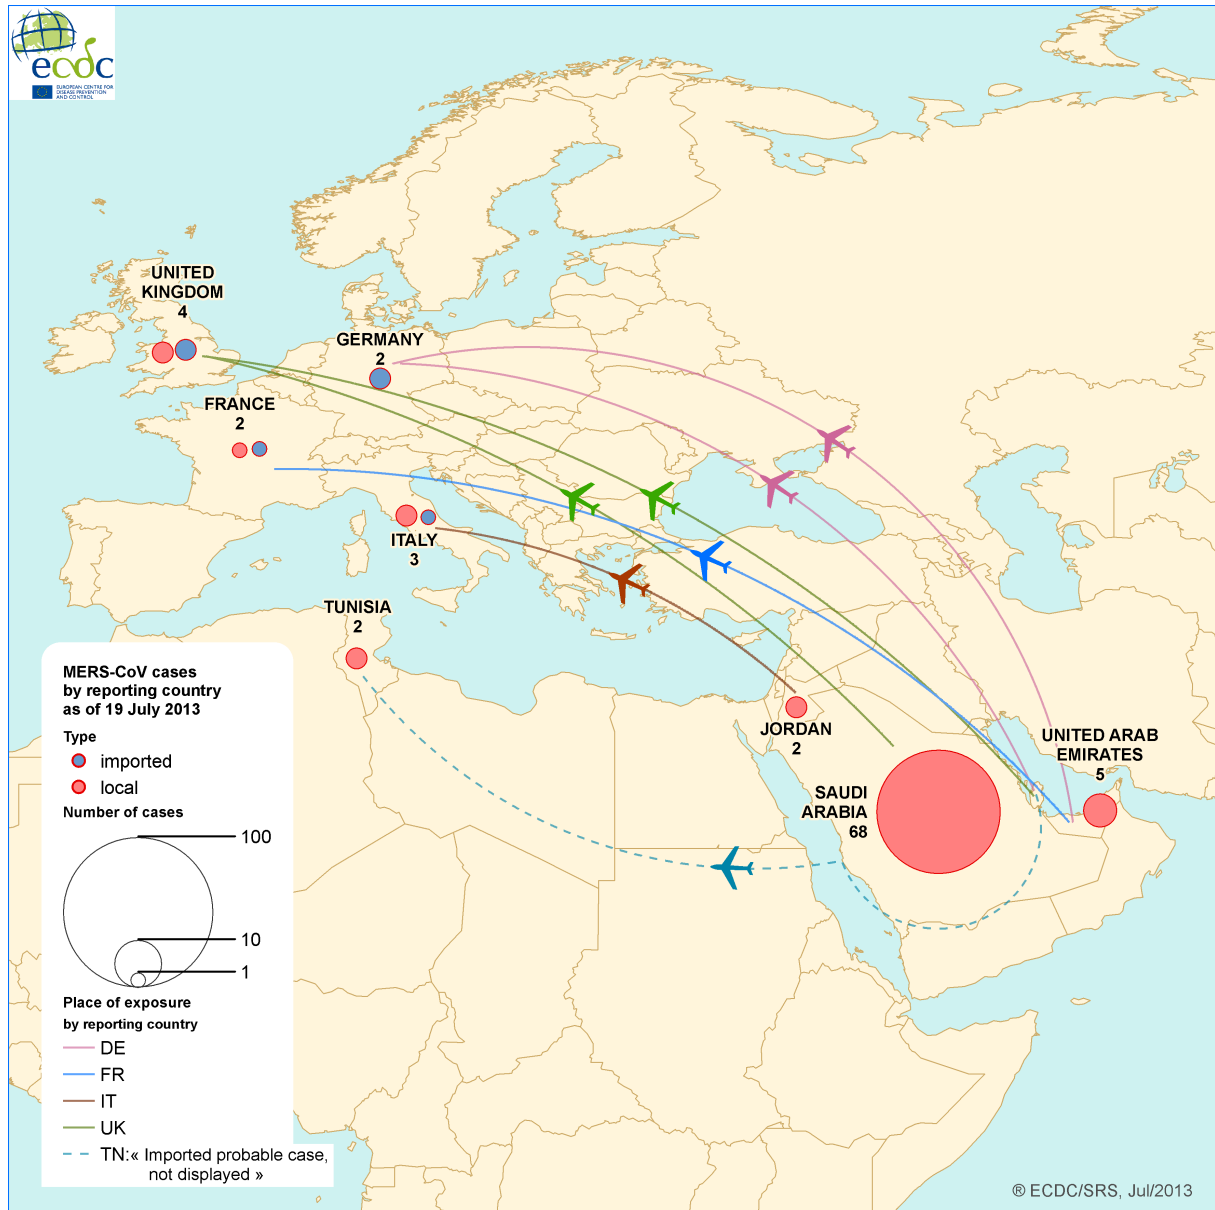 ecdc
EUROPEAN CENTRE FOR
DISEASE PREVENTION
AND CONTROL
UNITED
KINGDOM
4
GERMANY
2
FRANCE
2
ITALY
3
TUNISIA
2
JORDAN
2
UNITED ARAB
EMIRATES
5
SAUDI
ARABIA
68
MERS-CoV cases
by reporting country
as of 19 July 2013
Type
imported
local
Number of cases
100
10
1
Place of exposure
by reporting country
DE
FR
IT
UK
TN:« Imported probable case,
not displayed »
® ECDC/SRS, Jul/2013